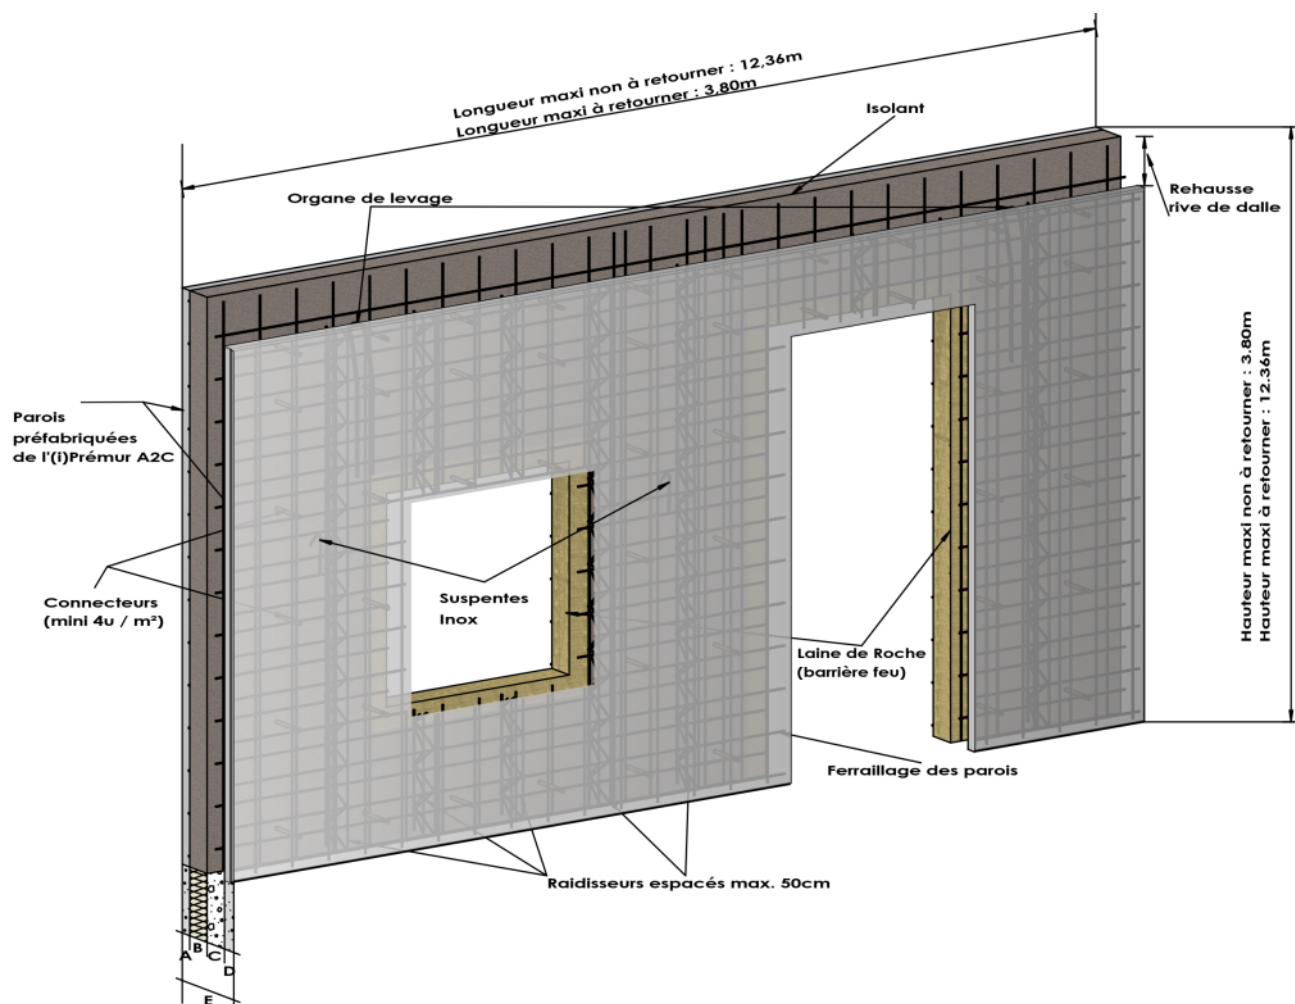 Longueur maxi non à retourner : 12,36m
Longueur maxi à retourner : 3,80m
Isolant
Organe de levage
Rehausse
rive de dalle
Hauteur maxi non à retourner : 3.80m
Hauteur maxi à retourner : 12.36m
Parois
préfabriquées
de l'(i)Prémur A2C
Connecteurs
(mini 4u / m²)
Suspentes
Inox
Laine de Roche
(barrière feu)
Ferraillage des parois
Raidisseurs espacés max. 50cm
A
B
C
D
E